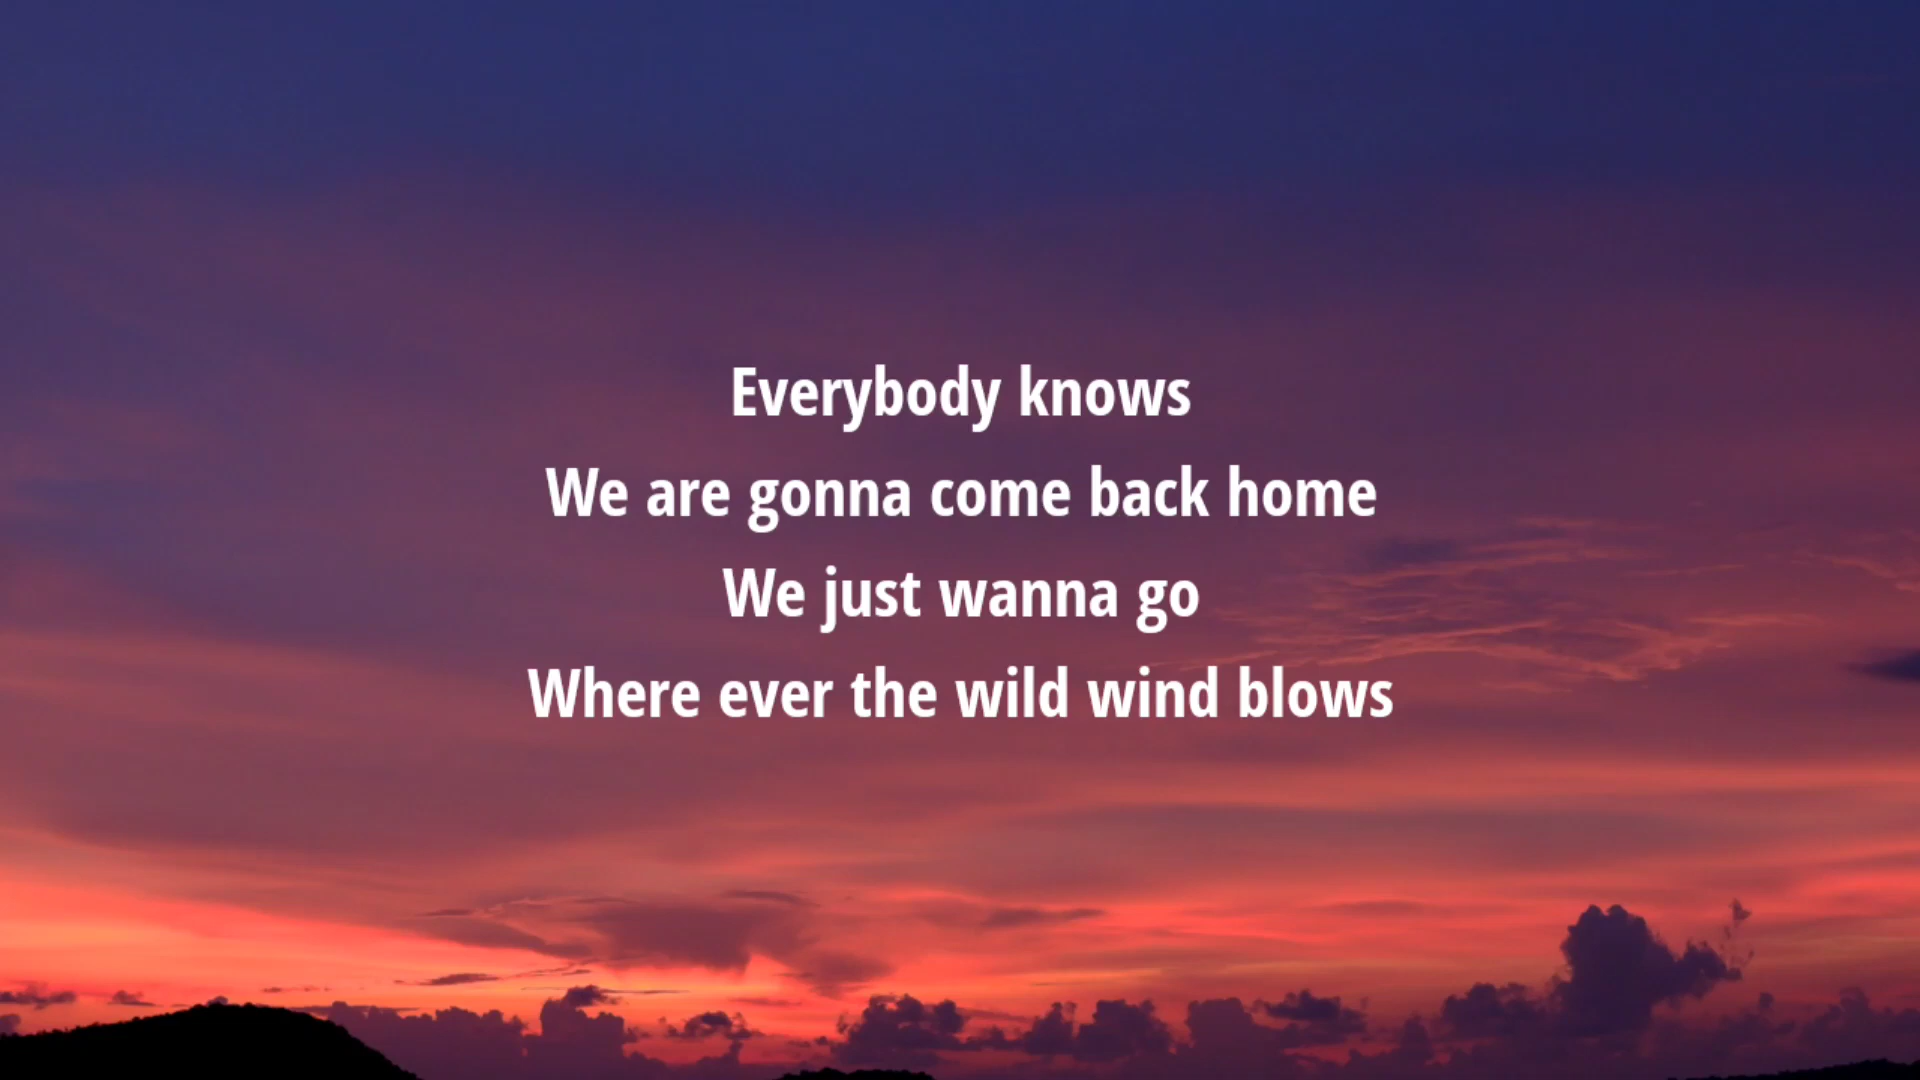 Everybody knows
We are gonna come back home
We just wanna go
Where ever the wild wind blows